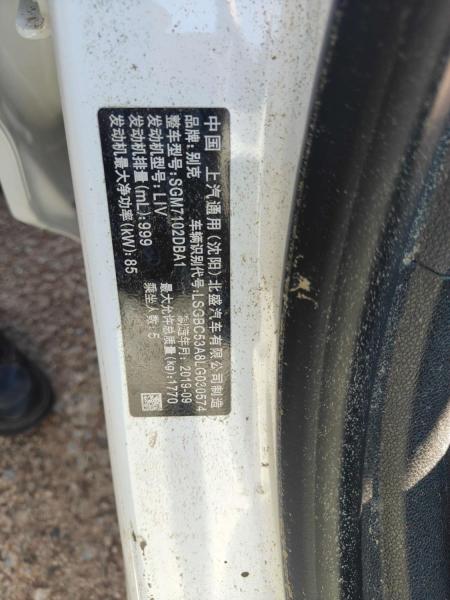 中国 上汽通用(沈阳)北盛汽车有限公司制造
品牌:别克 车辆识别代号:LSGBC53A8LG030574
整车型号:SGM7102DBA1 制造年月:2019-09
发动机型号:LIV 最大允许总质量(kg):1770
发动机排量(mL):999 乘坐人数:5
发动机最大净功率(kW):85